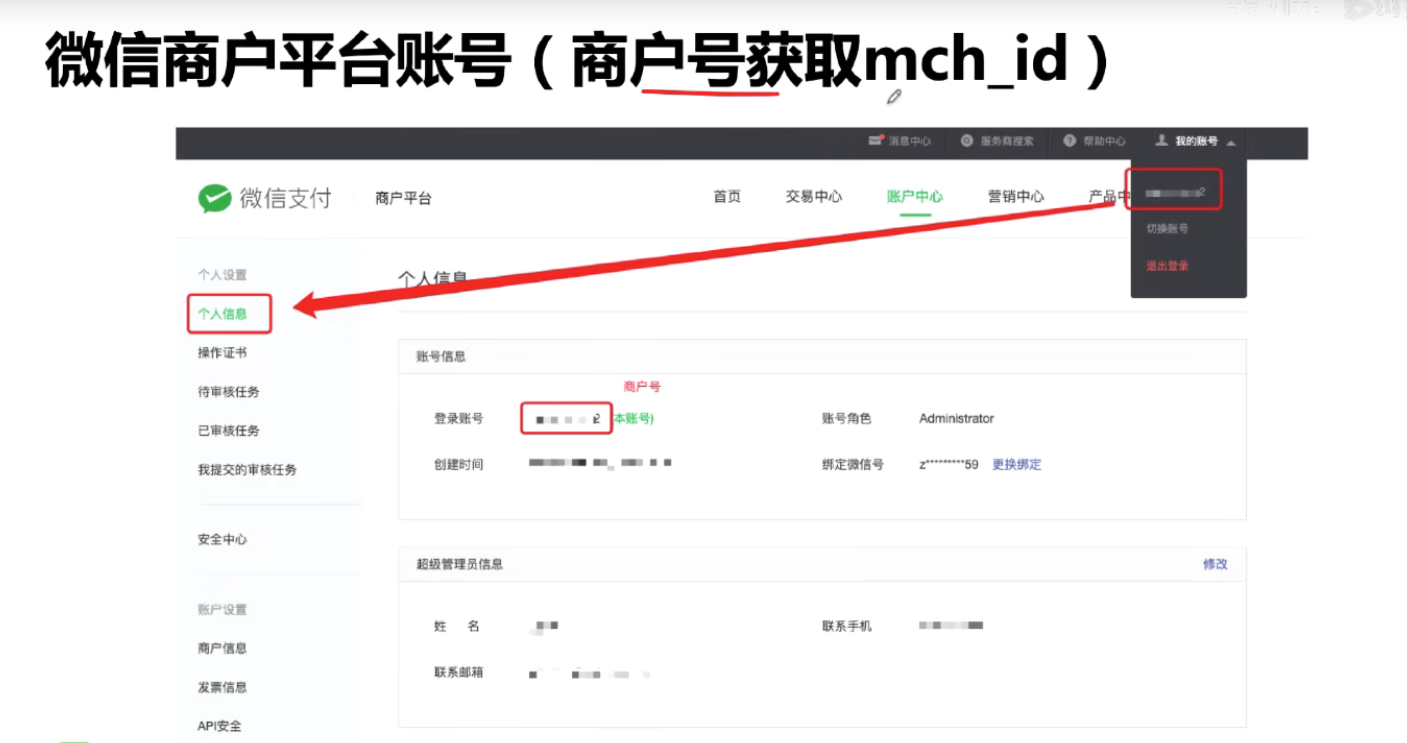 微信商户平台账号（商户号获取mch_id）
消息中心 服务商搜索 帮助中心 我的账号
微信支付 商户平台 首页 交易中心 账户中心 营销中心 产品中
2
切换账号
退出登录
个人设置
个人信息
操作证书
待审核任务
已审核任务
我提交的审核任务
安全中心
账户设置
商户信息
发票信息
API安全
个人信息
账号信息
商户号
登录账号 2 本账号) 账号角色 Administrator
创建时间 绑定微信号 z*********59 更换绑定
超级管理员信息 修改
姓 名 联系手机
联系邮箱